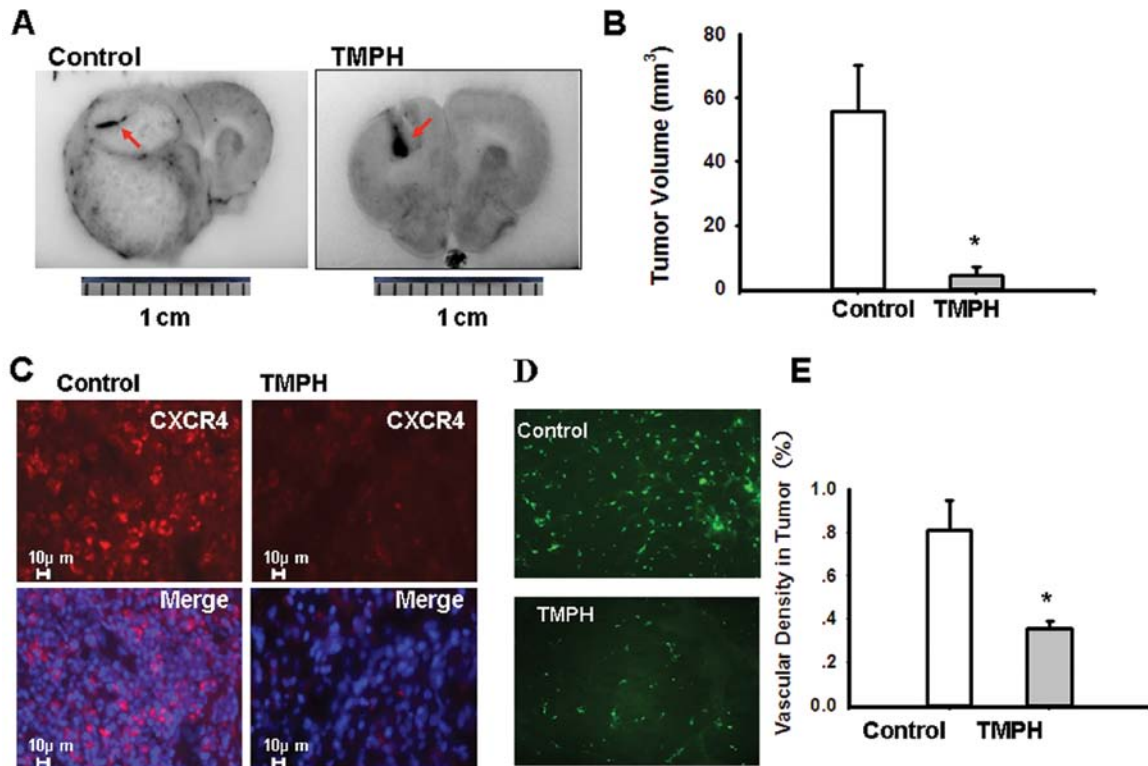 A
Control
TMPH
1 cm
1 cm
B
Tumor Volume (mm³)
80
60
40
20
0
*
Control TMPH
C
Control
TMPH
CXCR4
CXCR4
10μ m
10μ m
Merge
Merge
10μ m
10μ m
D
Control
TMPH
E
Vascular Density in Tumor (%)
1.0
.8
.6
.4
.2
0.0
*
Control TMPH